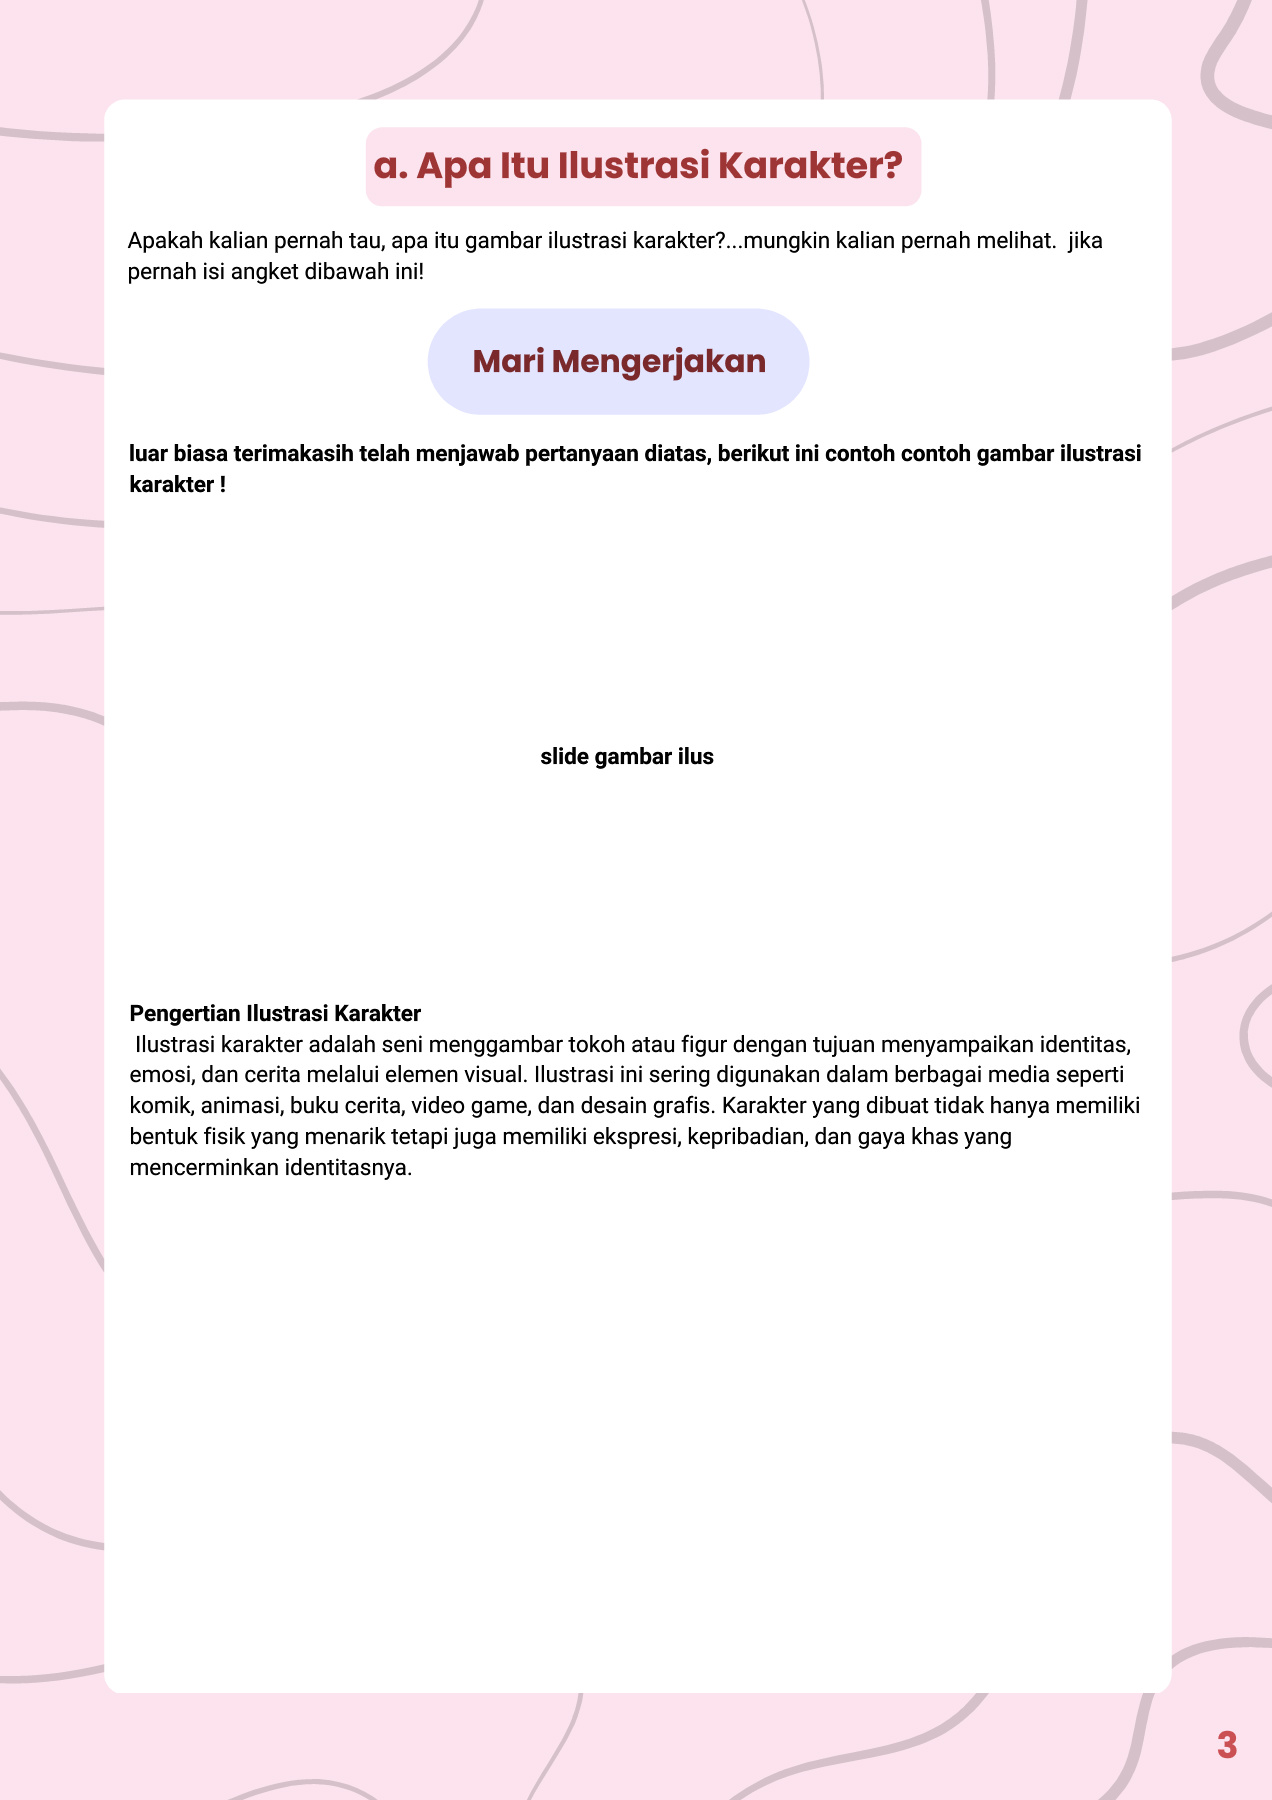 a. Apa Itu Ilustrasi Karakter?
Apakah kalian pernah tau, apa itu gambar ilustrasi karakter?...mungkin kalian pernah melihat.  jika
pernah isi angket dibawah ini!
Mari Mengerjakan
luar biasa terimakasih telah menjawab pertanyaan diatas, berikut ini contoh contoh gambar ilustrasi
karakter !
slide gambar ilus
Pengertian Ilustrasi Karakter
Ilustrasi karakter adalah seni menggambar tokoh atau figur dengan tujuan menyampaikan identitas,
emosi, dan cerita melalui elemen visual. Ilustrasi ini sering digunakan dalam berbagai media seperti
komik, animasi, buku cerita, video game, dan desain grafis. Karakter yang dibuat tidak hanya memiliki
bentuk fisik yang menarik tetapi juga memiliki ekspresi, kepribadian, dan gaya khas yang
mencerminkan identitasnya.
3